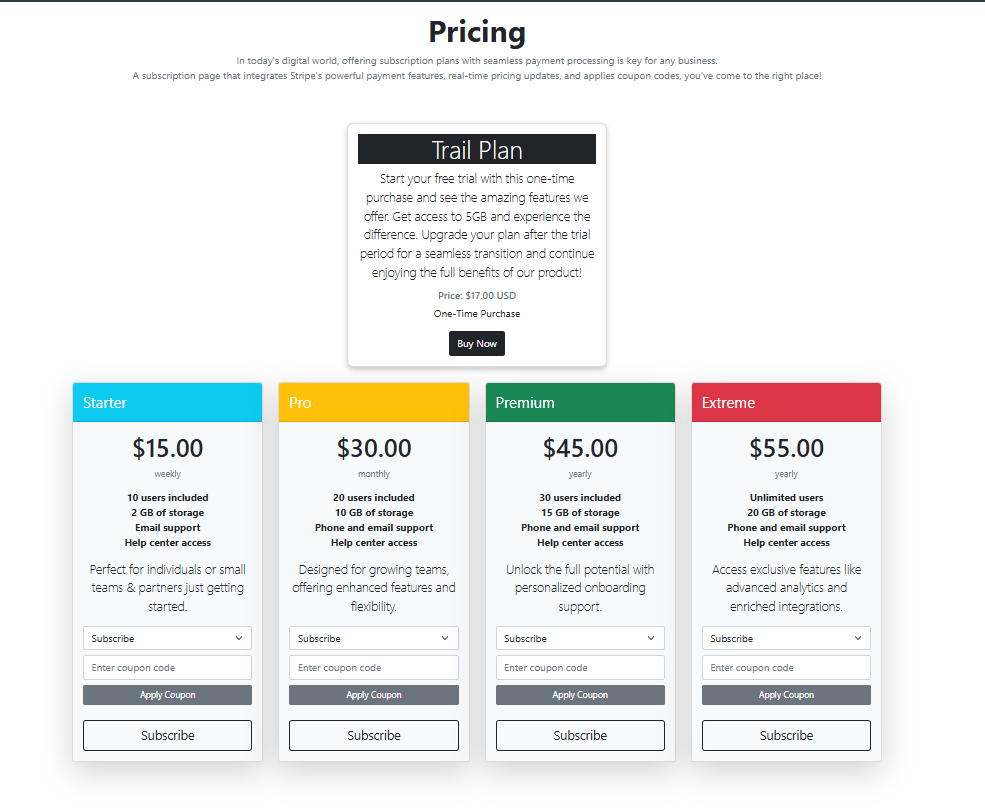 Pricing
In today's digital world, offering subscription plans with seamless payment processing is key for any business.
A subscription page that integrates Stripe's powerful payment features, real-time pricing updates, and applies coupon codes, you've come to the right place!
Trail Plan
Start your free trial with this one-time
purchase and see the amazing features we
offer. Get access to 5GB and experience the
difference. Upgrade your plan after the trial
period for a seamless transition and continue
enjoying the full benefits of our product!
Price: $17.00 USD
One-Time Purchase
Buy Now
Starter
$15.00
weekly
10 users included
2 GB of storage
Email support
Help center access
Perfect for individuals or small
teams & partners just getting
started.
Subscribe
Enter coupon code
Apply Coupon
Subscribe
Pro
$30.00
monthly
20 users included
10 GB of storage
Phone and email support
Help center access
Designed for growing teams,
offering enhanced features and
flexibility.
Subscribe
Enter coupon code
Apply Coupon
Subscribe
Premium
$45.00
yearly
30 users included
15 GB of storage
Phone and email support
Help center access
Unlock the full potential with
personalized onboarding
support.
Subscribe
Enter coupon code
Apply Coupon
Subscribe
Extreme
$55.00
yearly
Unlimited users
20 GB of storage
Phone and email support
Help center access
Access exclusive features like
advanced analytics and
enriched integrations.
Subscribe
Enter coupon code
Apply Coupon
Subscribe